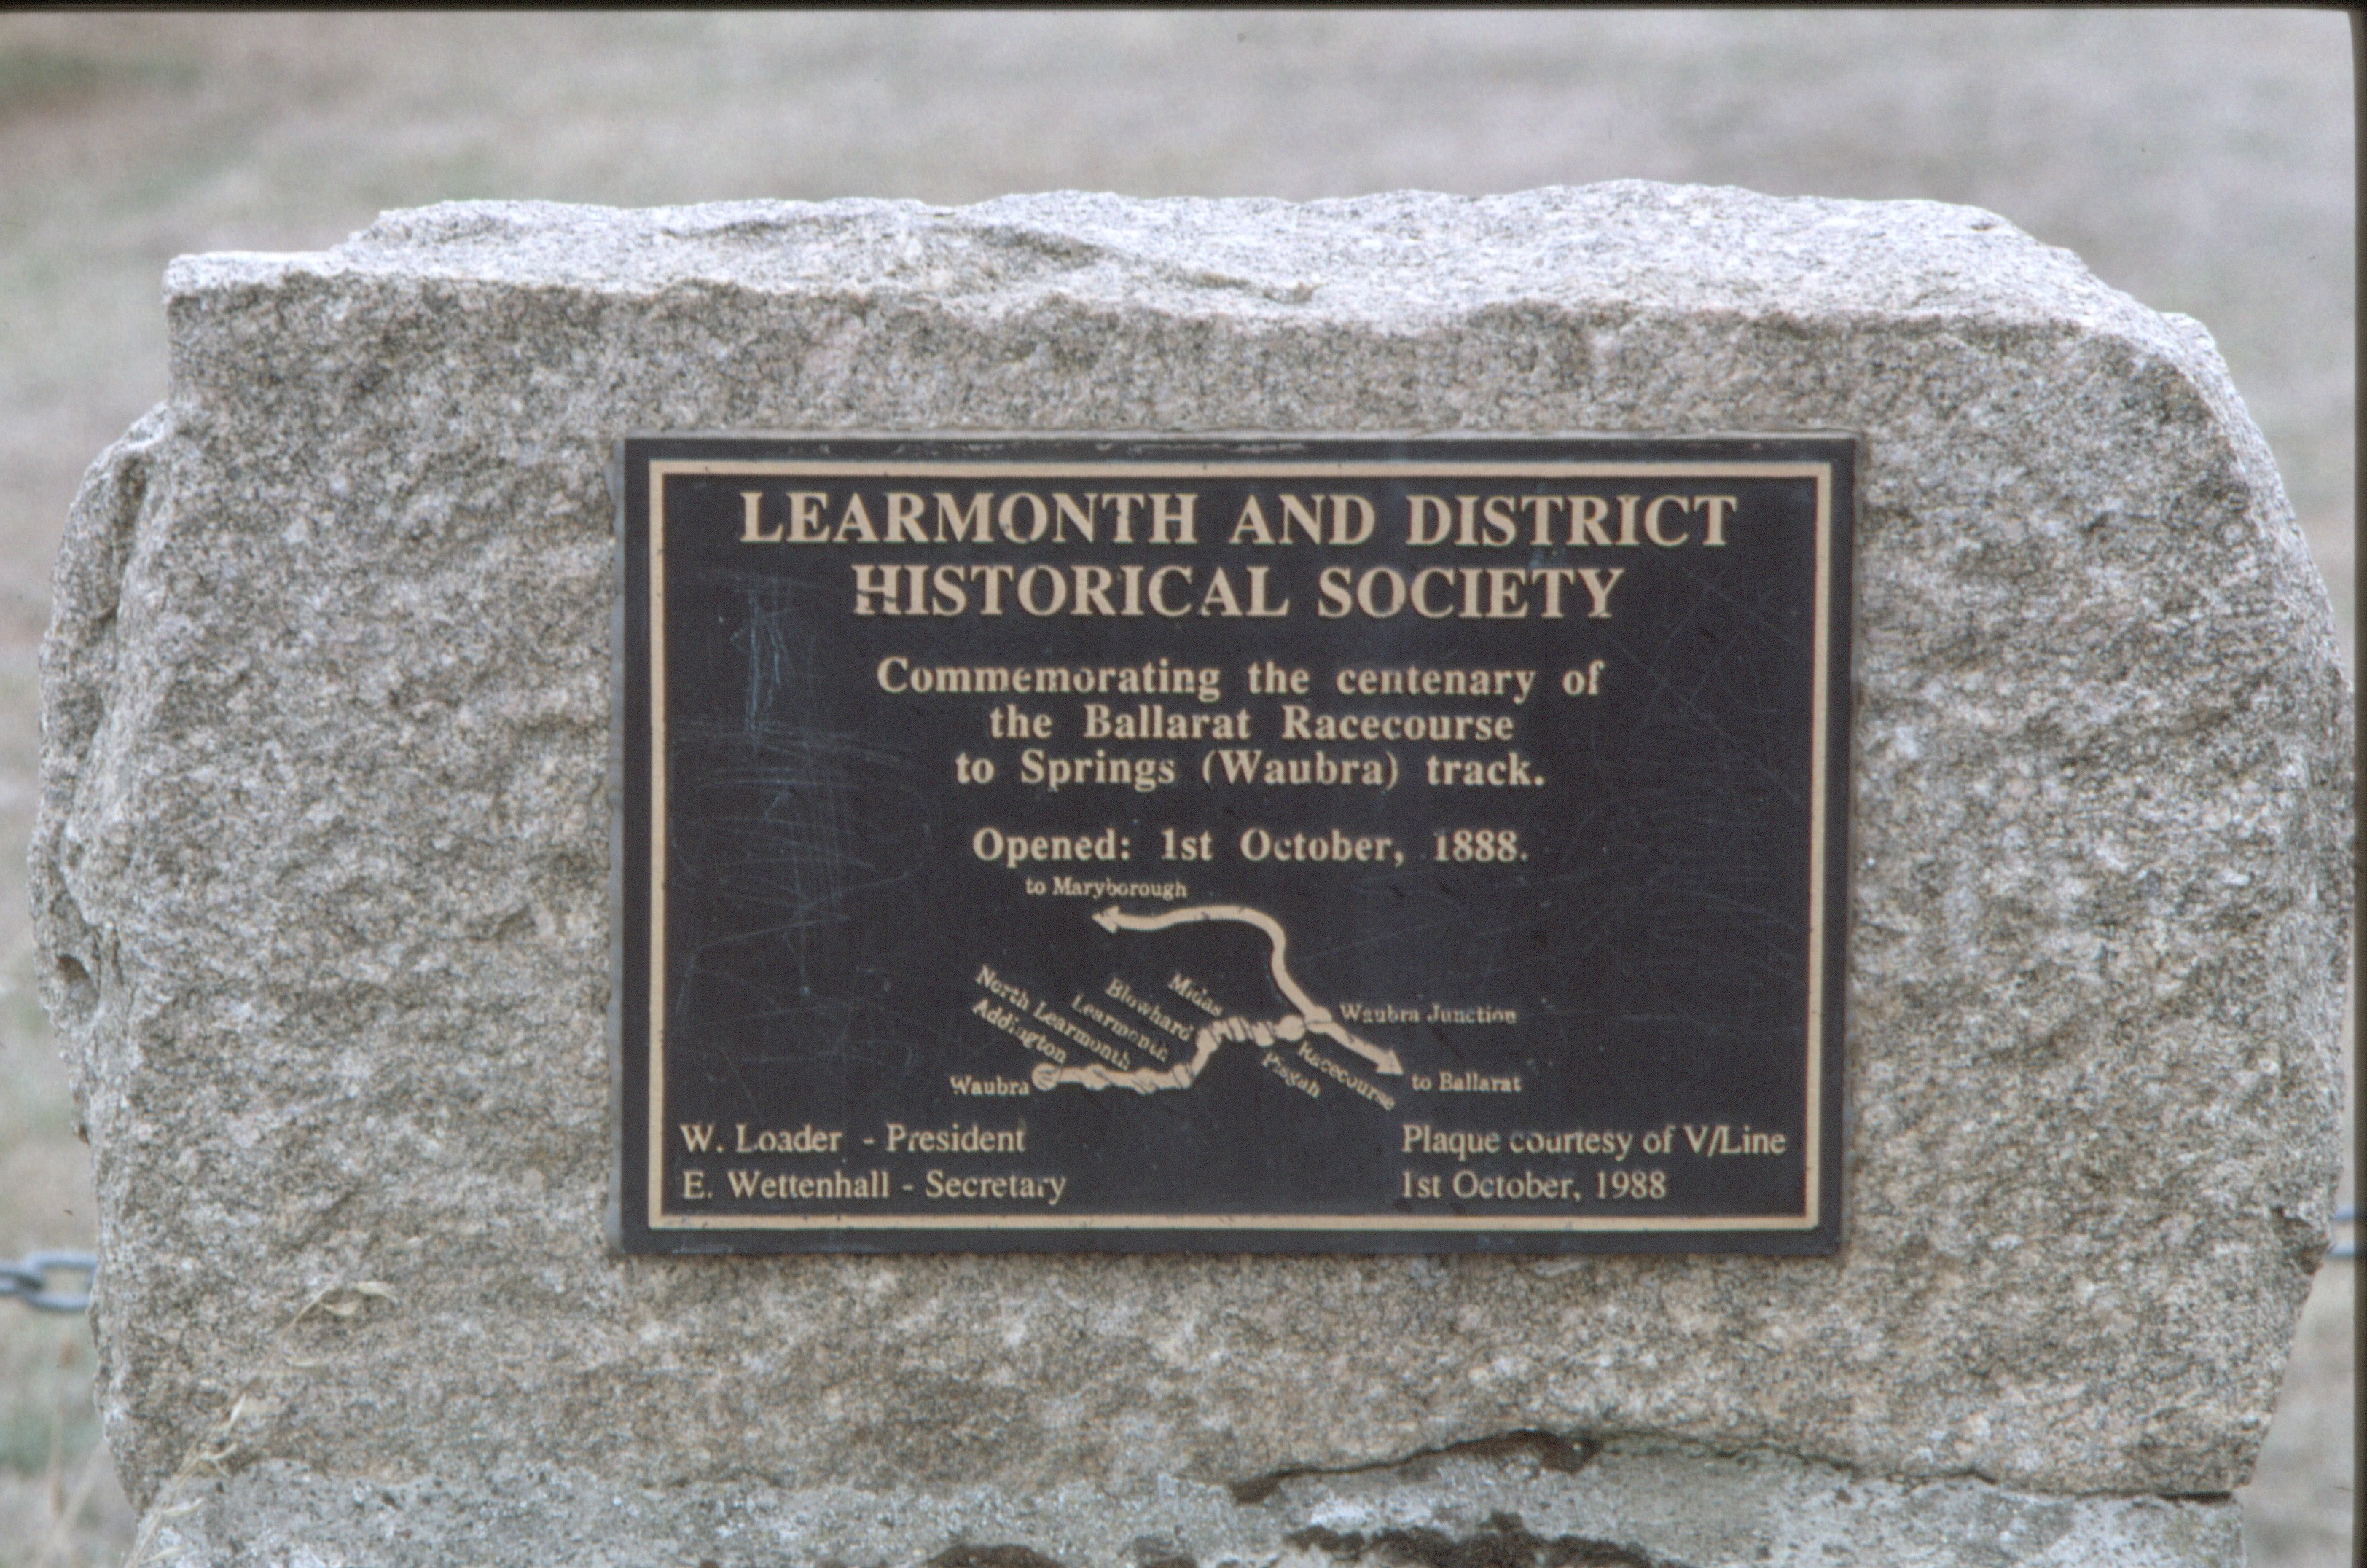 LEARMONTH AND DISTRICT
HISTORICAL SOCIETY
Commemorating the centenary of
the Ballarat Racecourse
to Springs (Waubra) track.
Opened: 1st October, 1888.
to Maryborough
Midas
Blowhard
Learmonth
North Learmonth
Addington
Waubra
Waubra Junction
Racecourse
Pisgah
to Ballarat
W. Loader - President
E. Wettenhall - Secretary
Plaque courtesy of V/Line
1st October, 1988